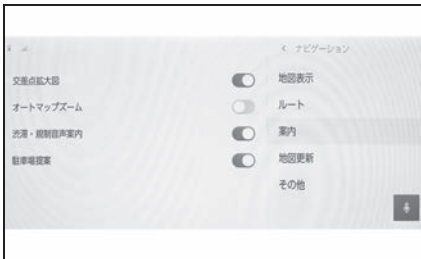 < ナビゲーション
交差点拡大図
オートマップズーム
渋滞・規制音声案内
駐車場提案
地図表示
ルート
案内
地図更新
その他